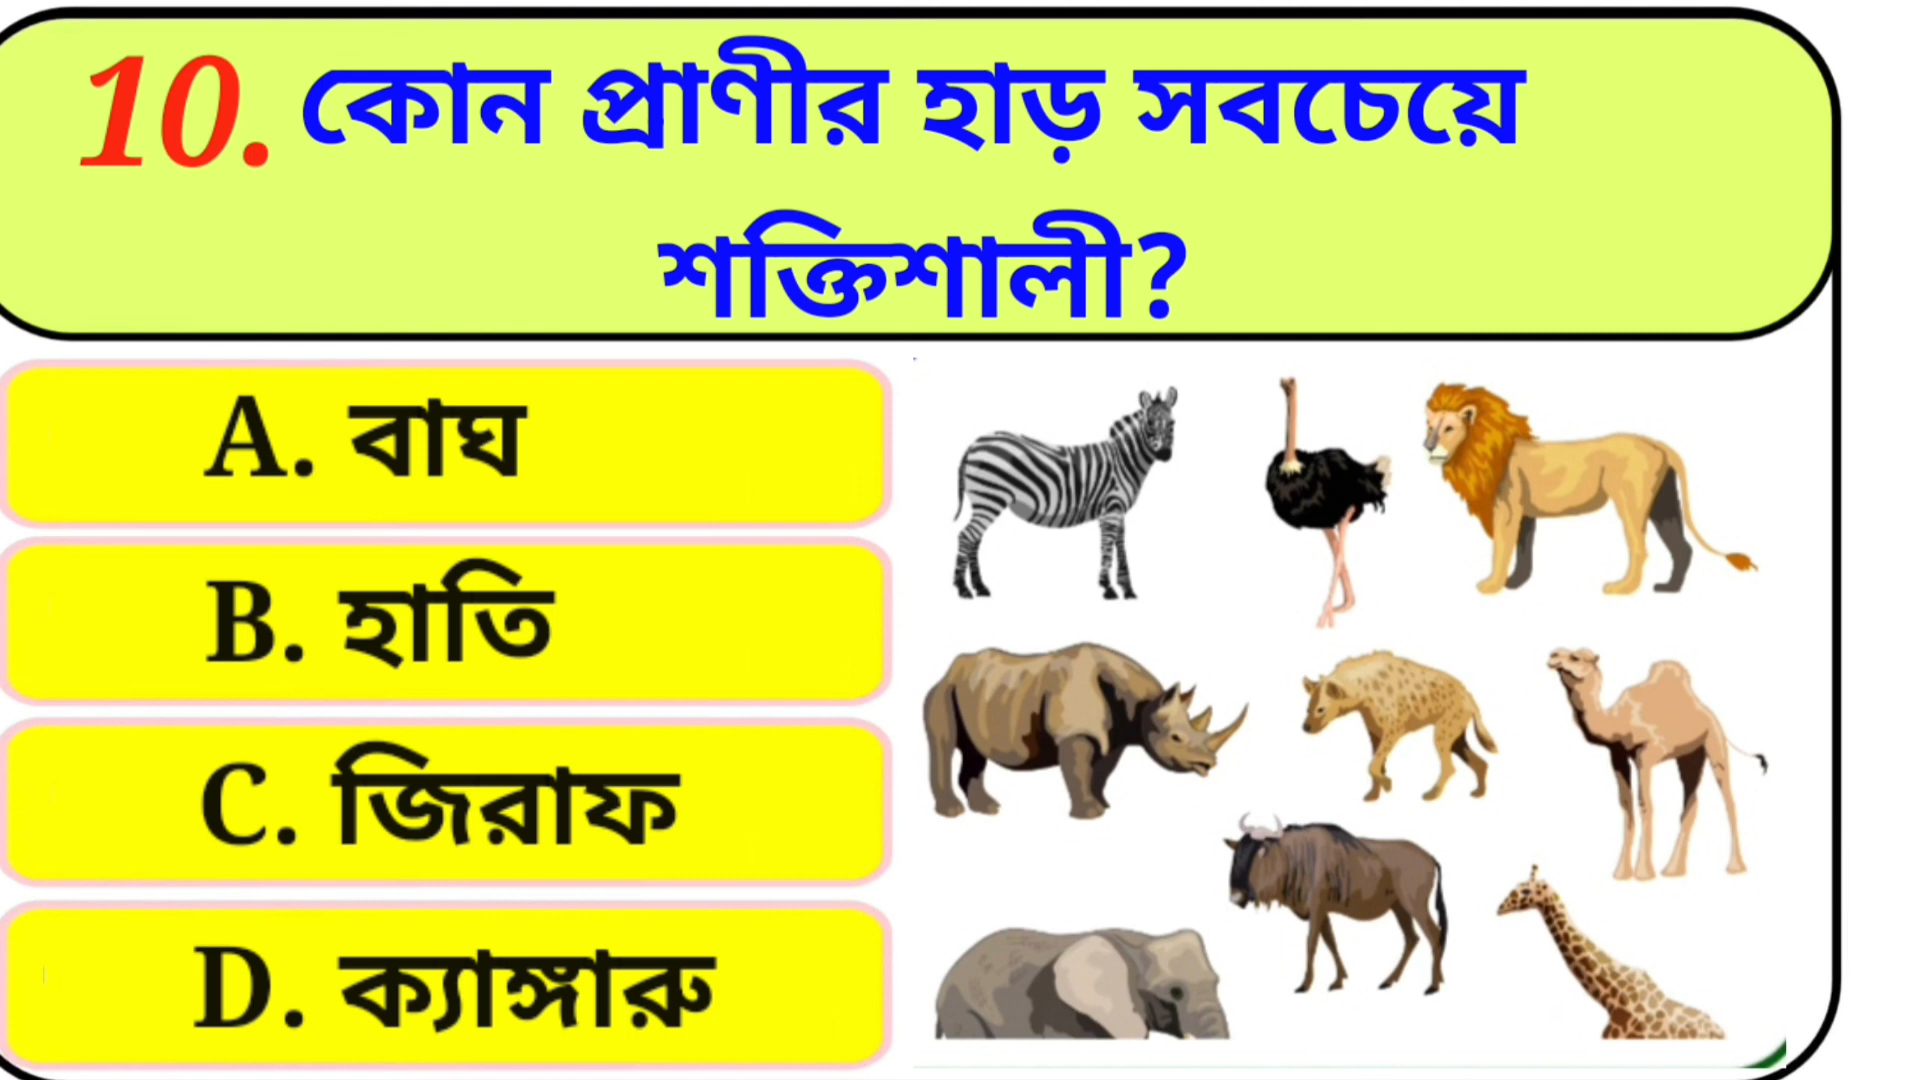 10. কোন প্রাণীর হাড় সবচেয়ে
শক্তিশালী?
A. বাঘ
B. হাতি
C. জিরাফ
D. ক্যাঙ্গারু